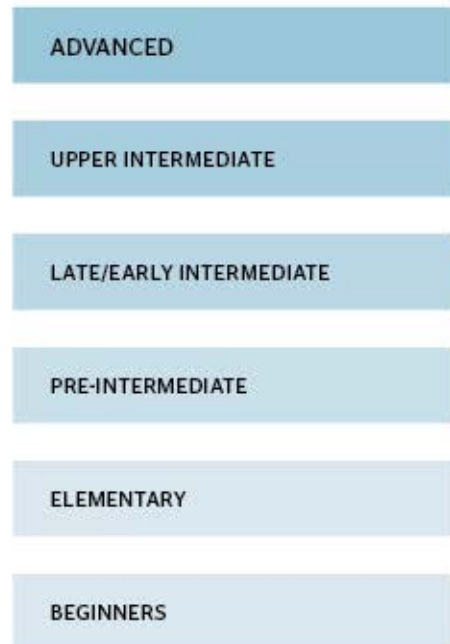 ADVANCED
UPPER INTERMEDIATE
LATE/EARLY INTERMEDIATE
PRE-INTERMEDIATE
ELEMENTARY
BEGINNERS